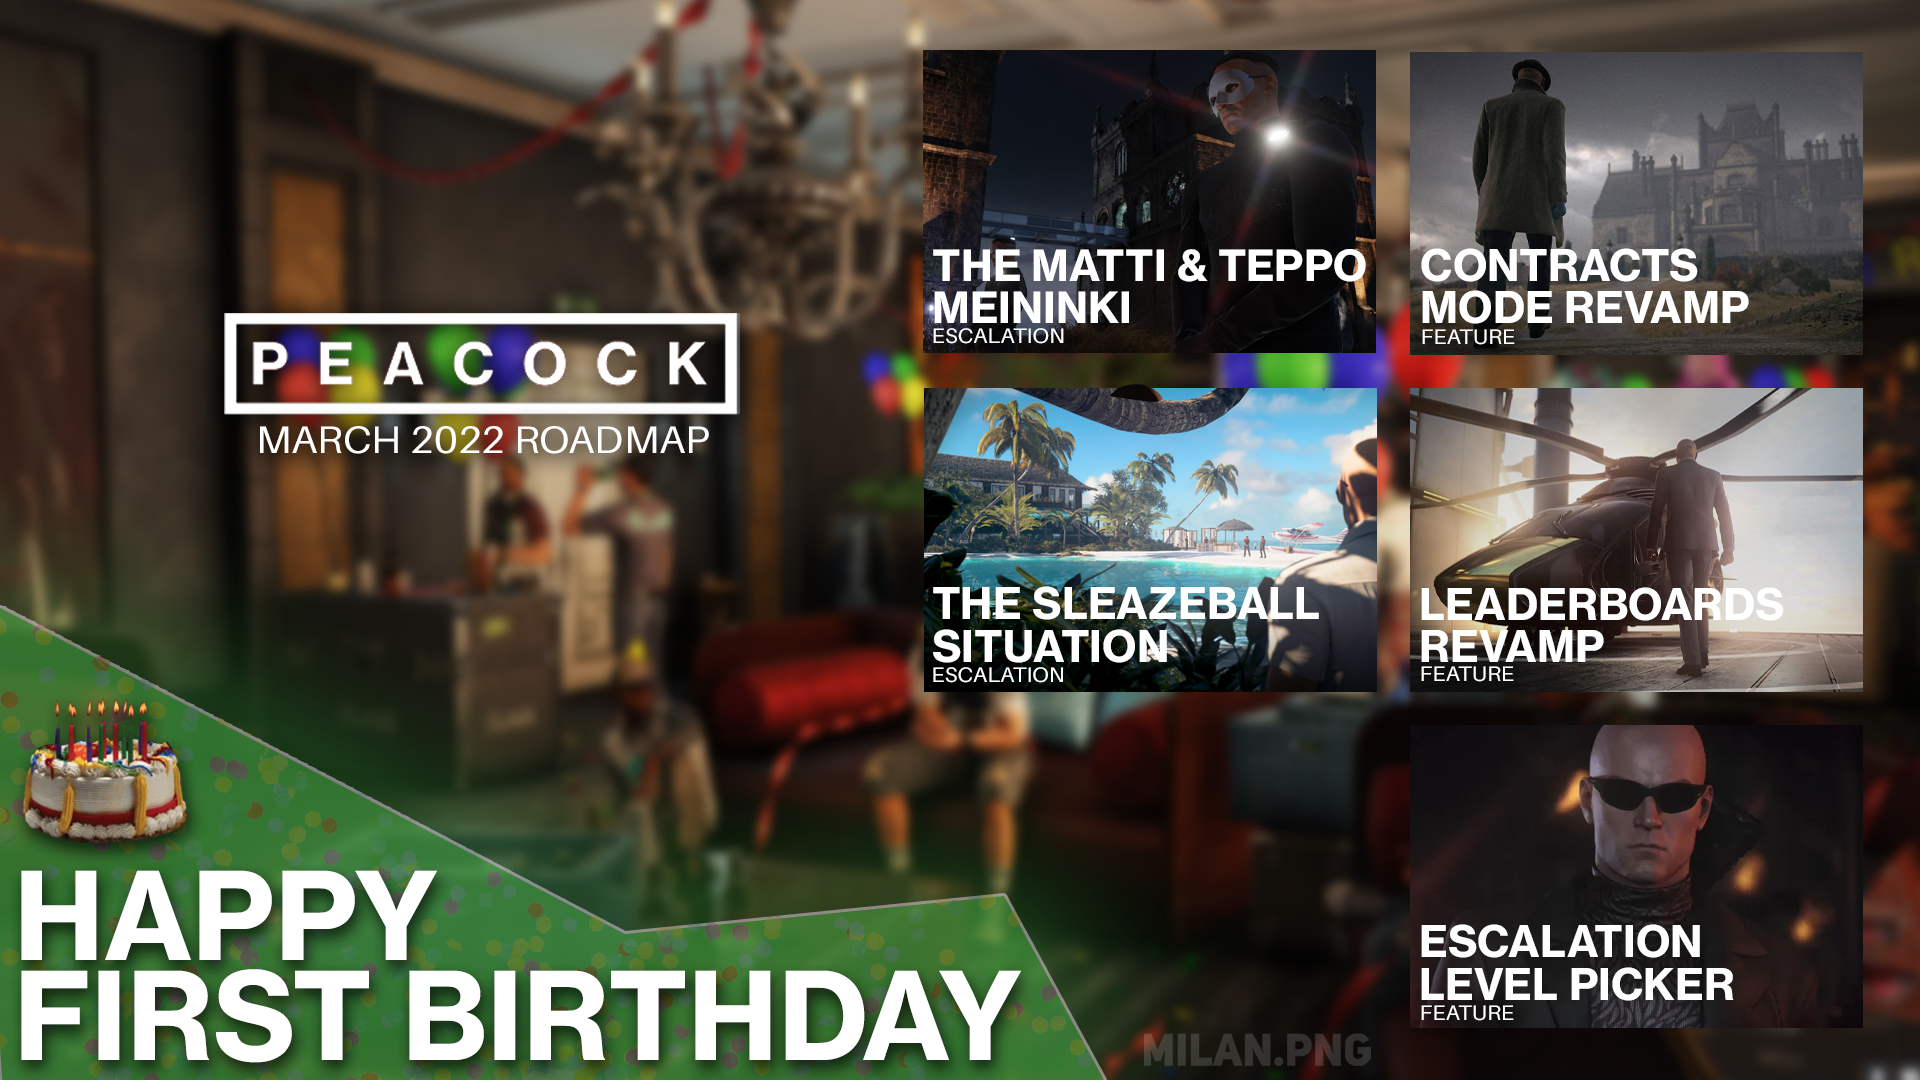 PEACOCK
MARCH 2022 ROADMAP
THE MATTI & TEPPO
MEININKI
ESCALATION
CONTRACTS
MODE REVAMP
FEATURE
THE SLEAZEBALL
SITUATION
ESCALATION
LEADERBOARDS
REVAMP
FEATURE
ESCALATION
LEVEL PICKER
FEATURE
HAPPY
FIRST BIRTHDAY
MILAN.PNG